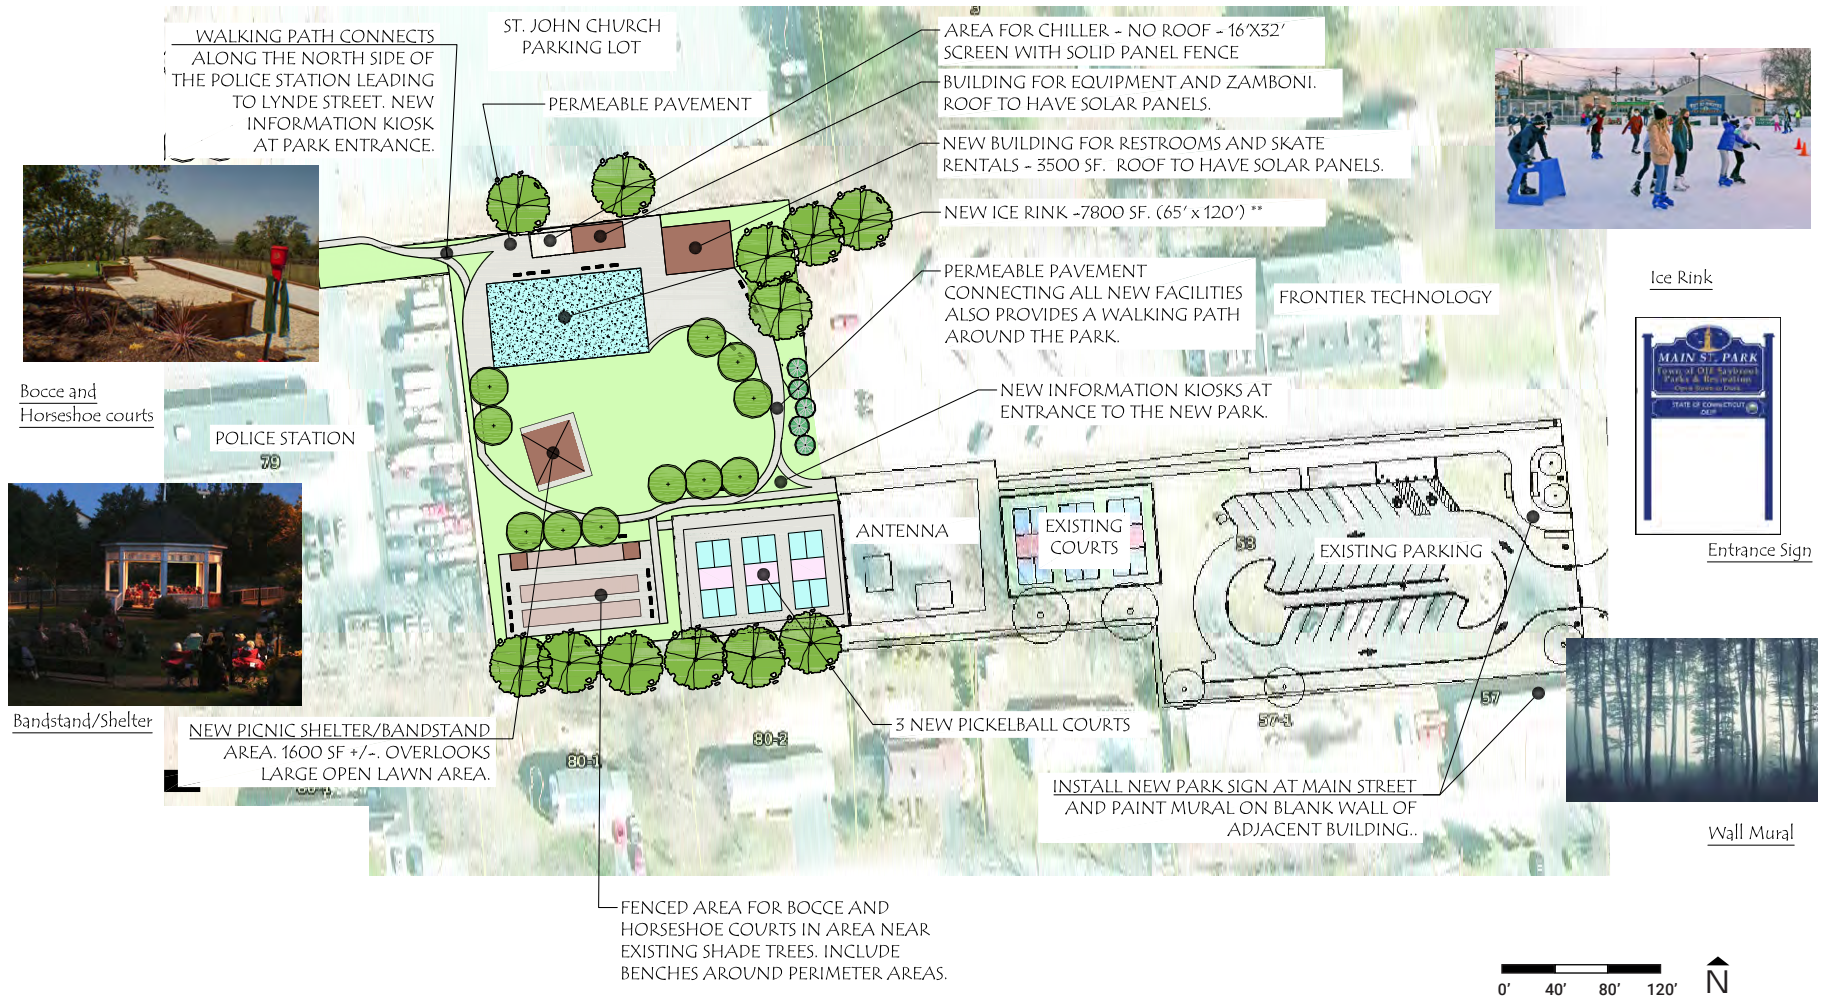 WALKING PATH CONNECTS
ALONG THE NORTH SIDE OF
THE POLICE STATION LEADING
TO LYNDE STREET. NEW
INFORMATION KIOSK
AT PARK ENTRANCE.
ST. JOHN CHURCH
PARKING LOT
PERMEABLE PAVEMENT
AREA FOR CHILLER - NO ROOF - 16'X32'
SCREEN WITH SOLID PANEL FENCE
BUILDING FOR EQUIPMENT AND ZAMBONI.
ROOF TO HAVE SOLAR PANELS.
NEW BUILDING FOR RESTROOMS AND SKATE
RENTALS - 3500 SF. ROOF TO HAVE SOLAR PANELS.
NEW ICE RINK -7800 SF. (65' x 120') **
PERMEABLE PAVEMENT
CONNECTING ALL NEW FACILITIES
ALSO PROVIDES A WALKING PATH
AROUND THE PARK.
FRONTIER TECHNOLOGY
Ice Rink
MAIN ST. PARK
Town of Old Saybrook
Parks & Recreation
STATE OF CONNECTICUT
Entrance Sign
Bocce and
Horseshoe courts
NEW INFORMATION KIOSKS AT
ENTRANCE TO THE NEW PARK.
POLICE STATION
79
ANTENNA
EXISTING
COURTS
53
EXISTING PARKING
Bandstand/Shelter
NEW PICNIC SHELTER/BANDSTAND
AREA. 1600 SF +/-. OVERLOOKS
LARGE OPEN LAWN AREA.
80-1
80-2
3 NEW PICKELBALL COURTS
57-1
57
INSTALL NEW PARK SIGN AT MAIN STREET
AND PAINT MURAL ON BLANK WALL OF
ADJACENT BUILDING..
Wall Mural
FENCED AREA FOR BOCCE AND
HORSESHOE COURTS IN AREA NEAR
EXISTING SHADE TREES. INCLUDE
BENCHES AROUND PERIMETER AREAS.
0' 40' 80' 120'
N